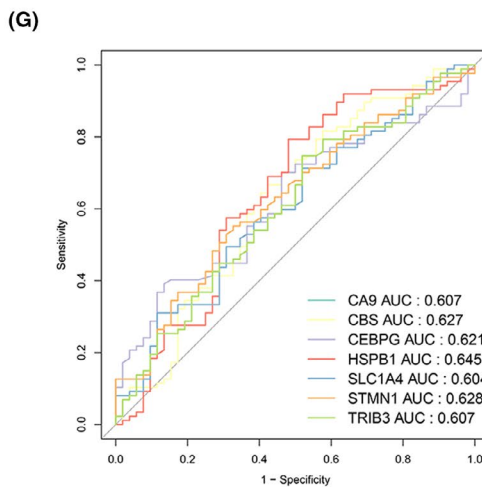 (G)
1.0
0.8
0.6
0.4
0.2
0.0
Sensitivity
CA9 AUC : 0.607
CBS AUC : 0.627
CEBPG AUC : 0.621
HSPB1 AUC : 0.645
SLC1A4 AUC : 0.604
STMN1 AUC : 0.628
TRIB3 AUC : 0.607
0.0 0.2 0.4 0.6 0.8 1.0
1 − Specificity